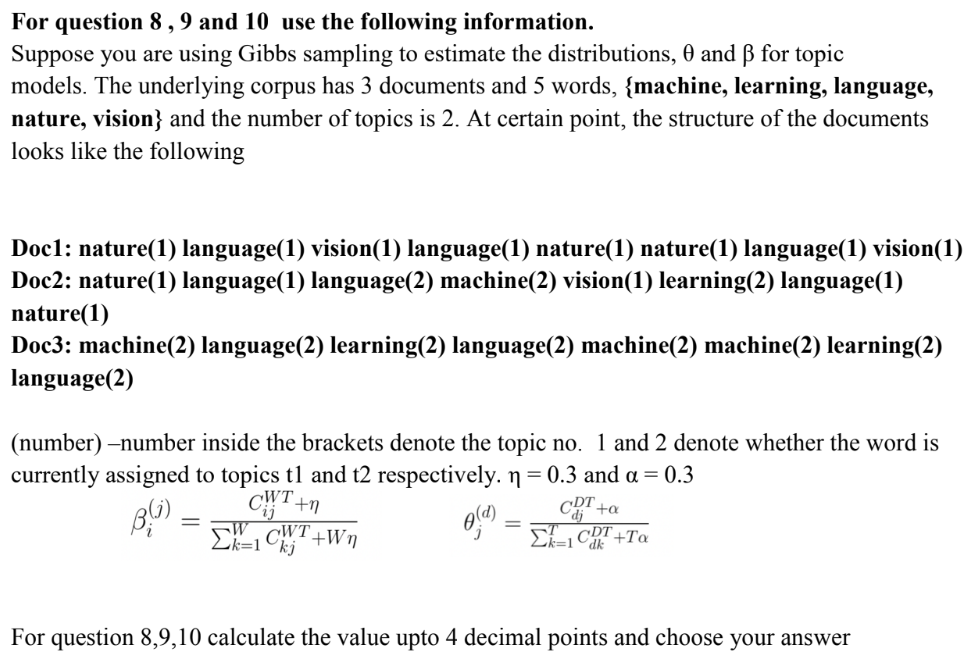 For question 8 , 9 and 10 use the following information.
Suppose you are using Gibbs sampling to estimate the distributions, θ and β for topic
models. The underlying corpus has 3 documents and 5 words, {machine, learning, language,
nature, vision} and the number of topics is 2. At certain point, the structure of the documents
looks like the following
Doc1: nature(1) language(1) vision(1) language(1) nature(1) nature(1) language(1) vision(1)
Doc2: nature(1) language(1) language(2) machine(2) vision(1) learning(2) language(1)
nature(1)
Doc3: machine(2) language(2) learning(2) language(2) machine(2) machine(2) learning(2)
language(2)
(number) –number inside the brackets denote the topic no. 1 and 2 denote whether the word is
currently assigned to topics t1 and t2 respectively. η = 0.3 and α = 0.3
β_i^{(j)} = \frac{C_{ij}^{WT}+η}{\sum_{k=1}^{W} C_{kj}^{WT}+Wη} θ_j^{(d)} = \frac{C_{dj}^{DT}+α}{\sum_{k=1}^{T} C_{dk}^{DT}+Tα}
For question 8,9,10 calculate the value upto 4 decimal points and choose your answer